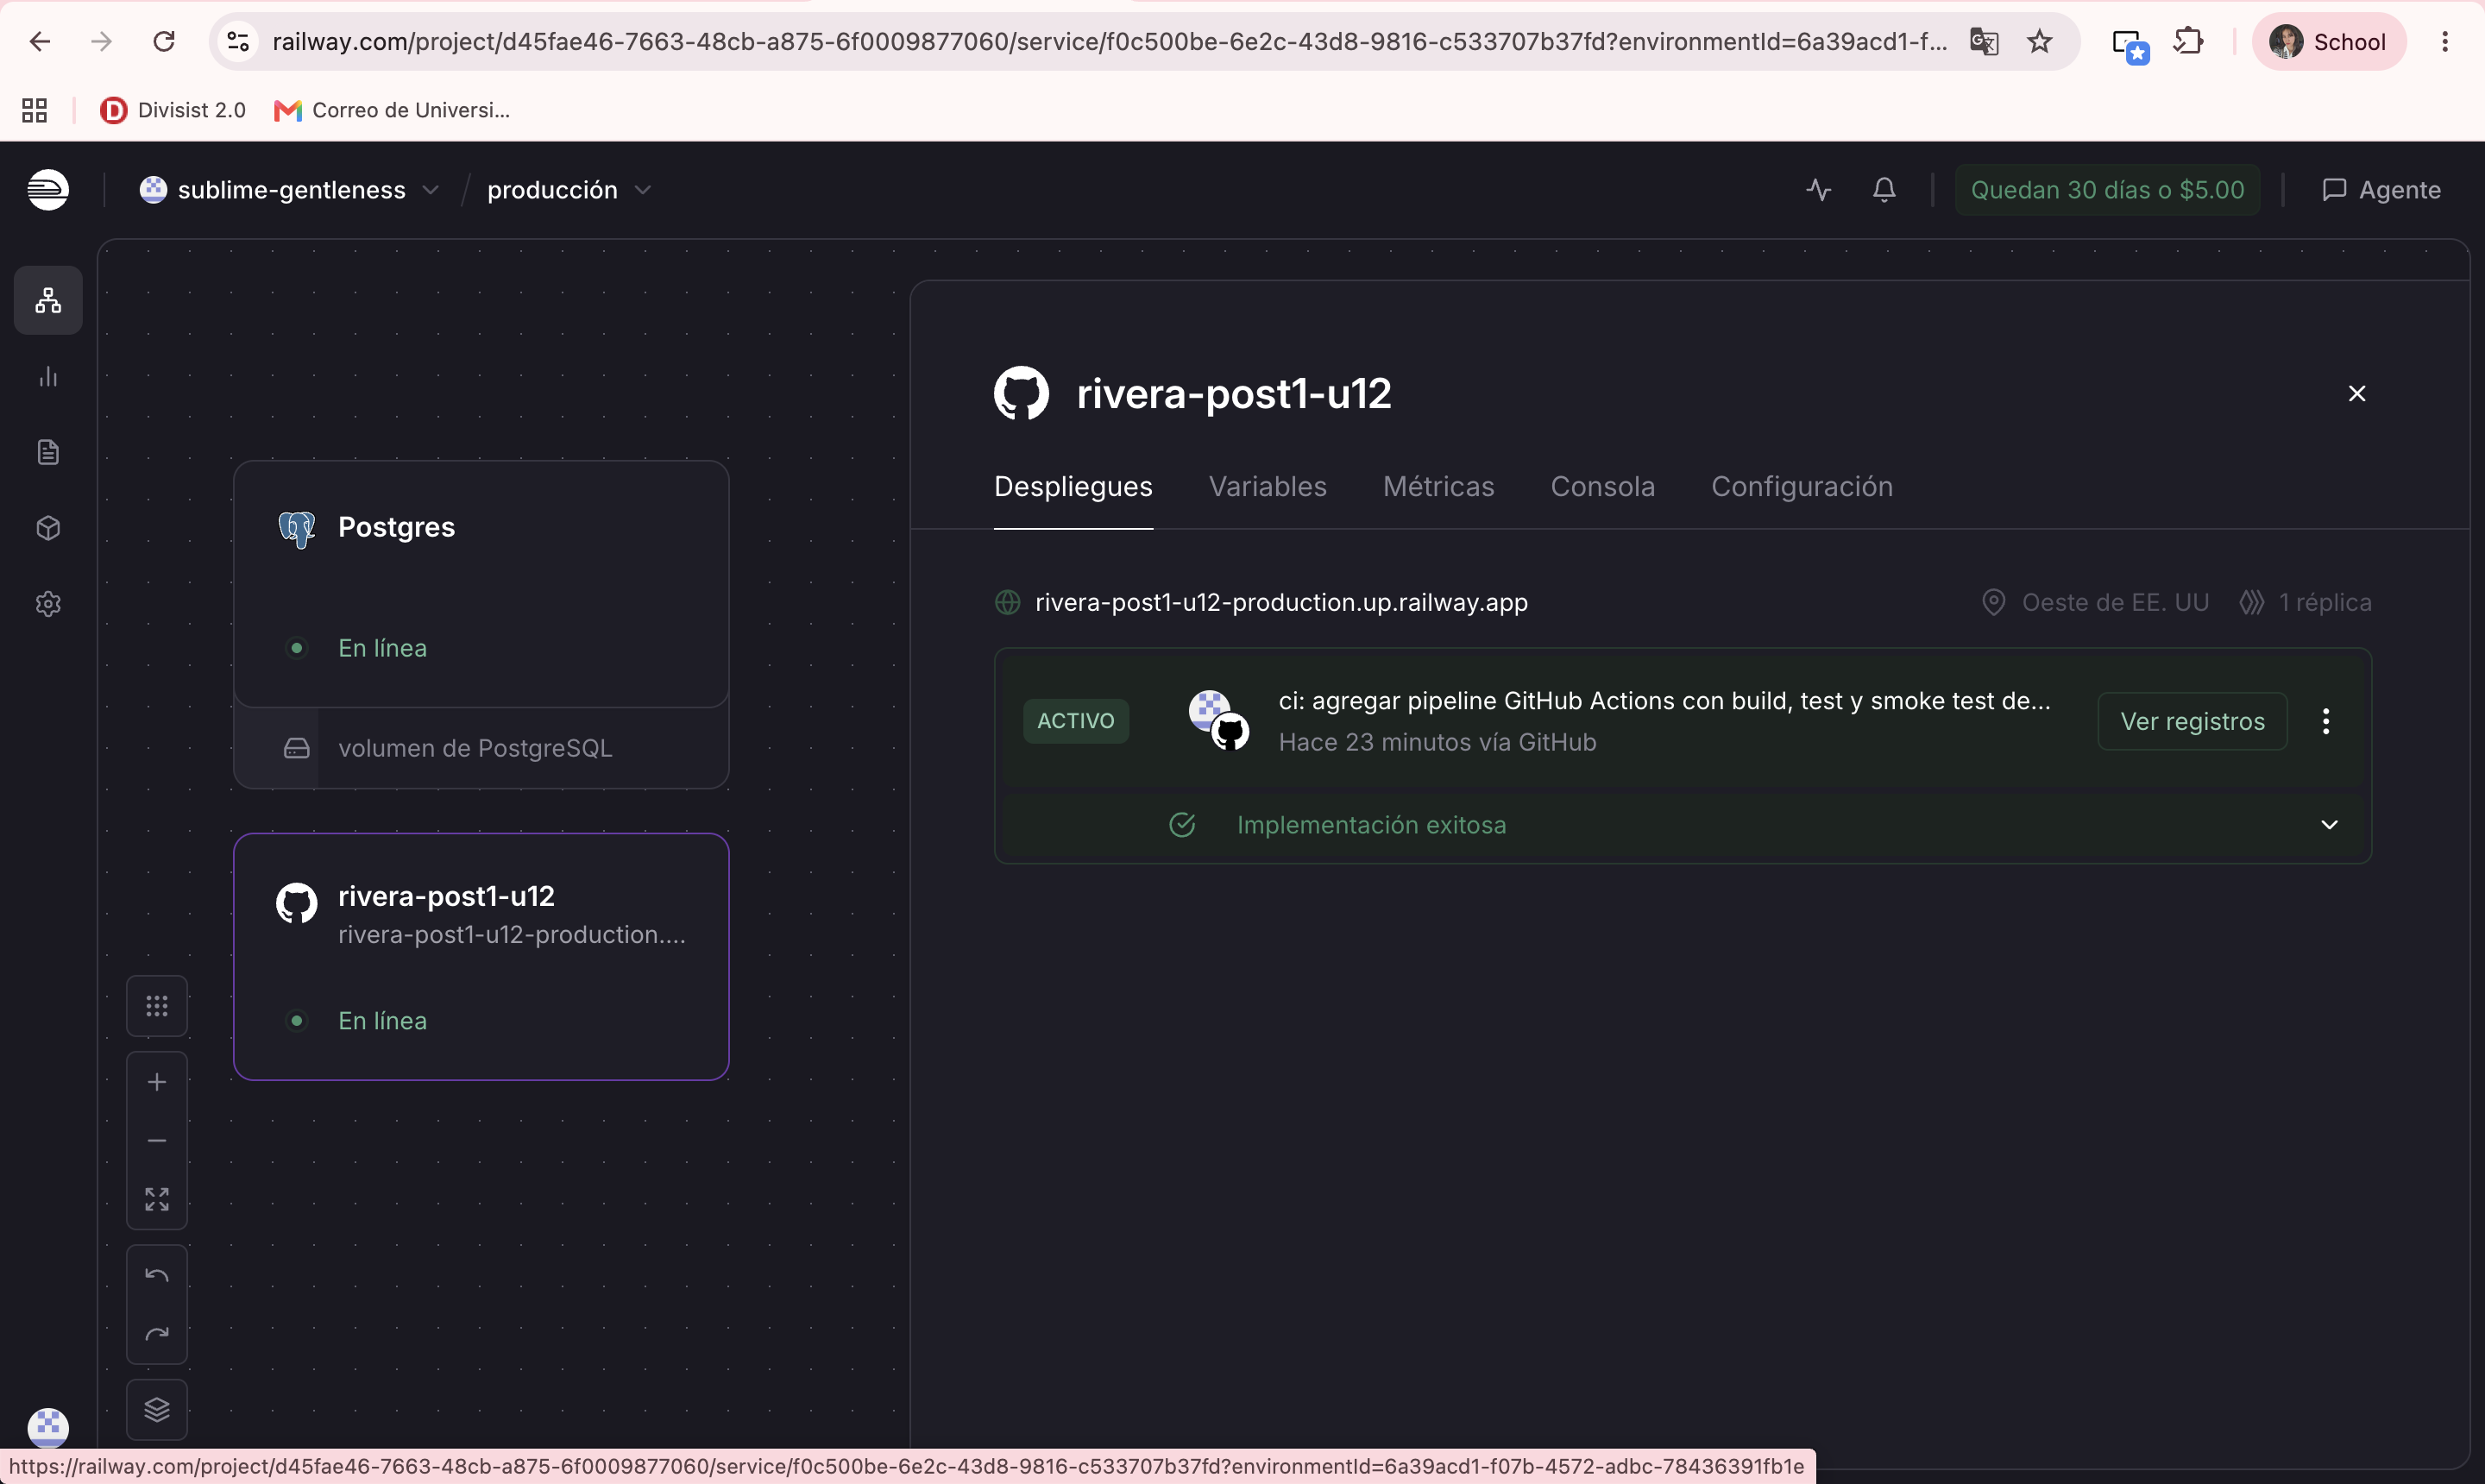 railway.com/project/d45fae46-7663-48cb-a875-6f0009877060/service/f0c500be-6e2c-43d8-9816-c533707b37fd?environmentId=6a39acd1-f...
School
Divisist 2.0
Correo de Universi...
sublime-gentleness
producción
Quedan 30 días o $5.00
Agente
rivera-post1-u12
Despliegues
Variables
Métricas
Consola
Configuración
Postgres
En línea
volumen de PostgreSQL
rivera-post1-u12-production.up.railway.app
Oeste de EE. UU
1 réplica
ACTIVO
ci: agregar pipeline GitHub Actions con build, test y smoke test de...
Hace 23 minutos vía GitHub
Ver registros
Implementación exitosa
rivera-post1-u12
rivera-post1-u12-production....
En línea
https://railway.com/project/d45fae46-7663-48cb-a875-6f0009877060/service/f0c500be-6e2c-43d8-9816-c533707b37fd?environmentId=6a39acd1-f07b-4572-adbc-78436391fb1e